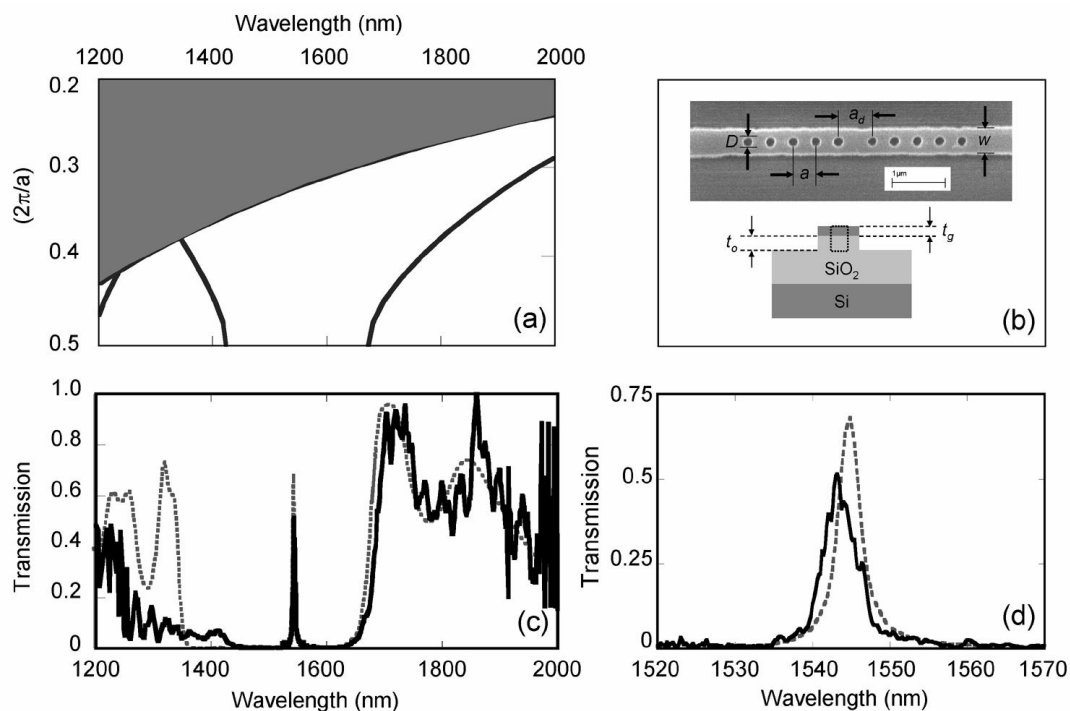 Wavelength (nm)
1200 1400 1600 1800 2000
0.2
0.3
0.4
0.5
(2π/a)
(a)
a_d
D
w
a
1µm
t_o
t_g
SiO₂
Si
(b)
1.0
0.8
0.6
0.4
0.2
0
Transmission
(c)
1200 1400 1600 1800 2000
Wavelength (nm)
0.75
0.5
0.25
0
Transmission
(d)
1520 1530 1540 1550 1560 1570
Wavelength (nm)